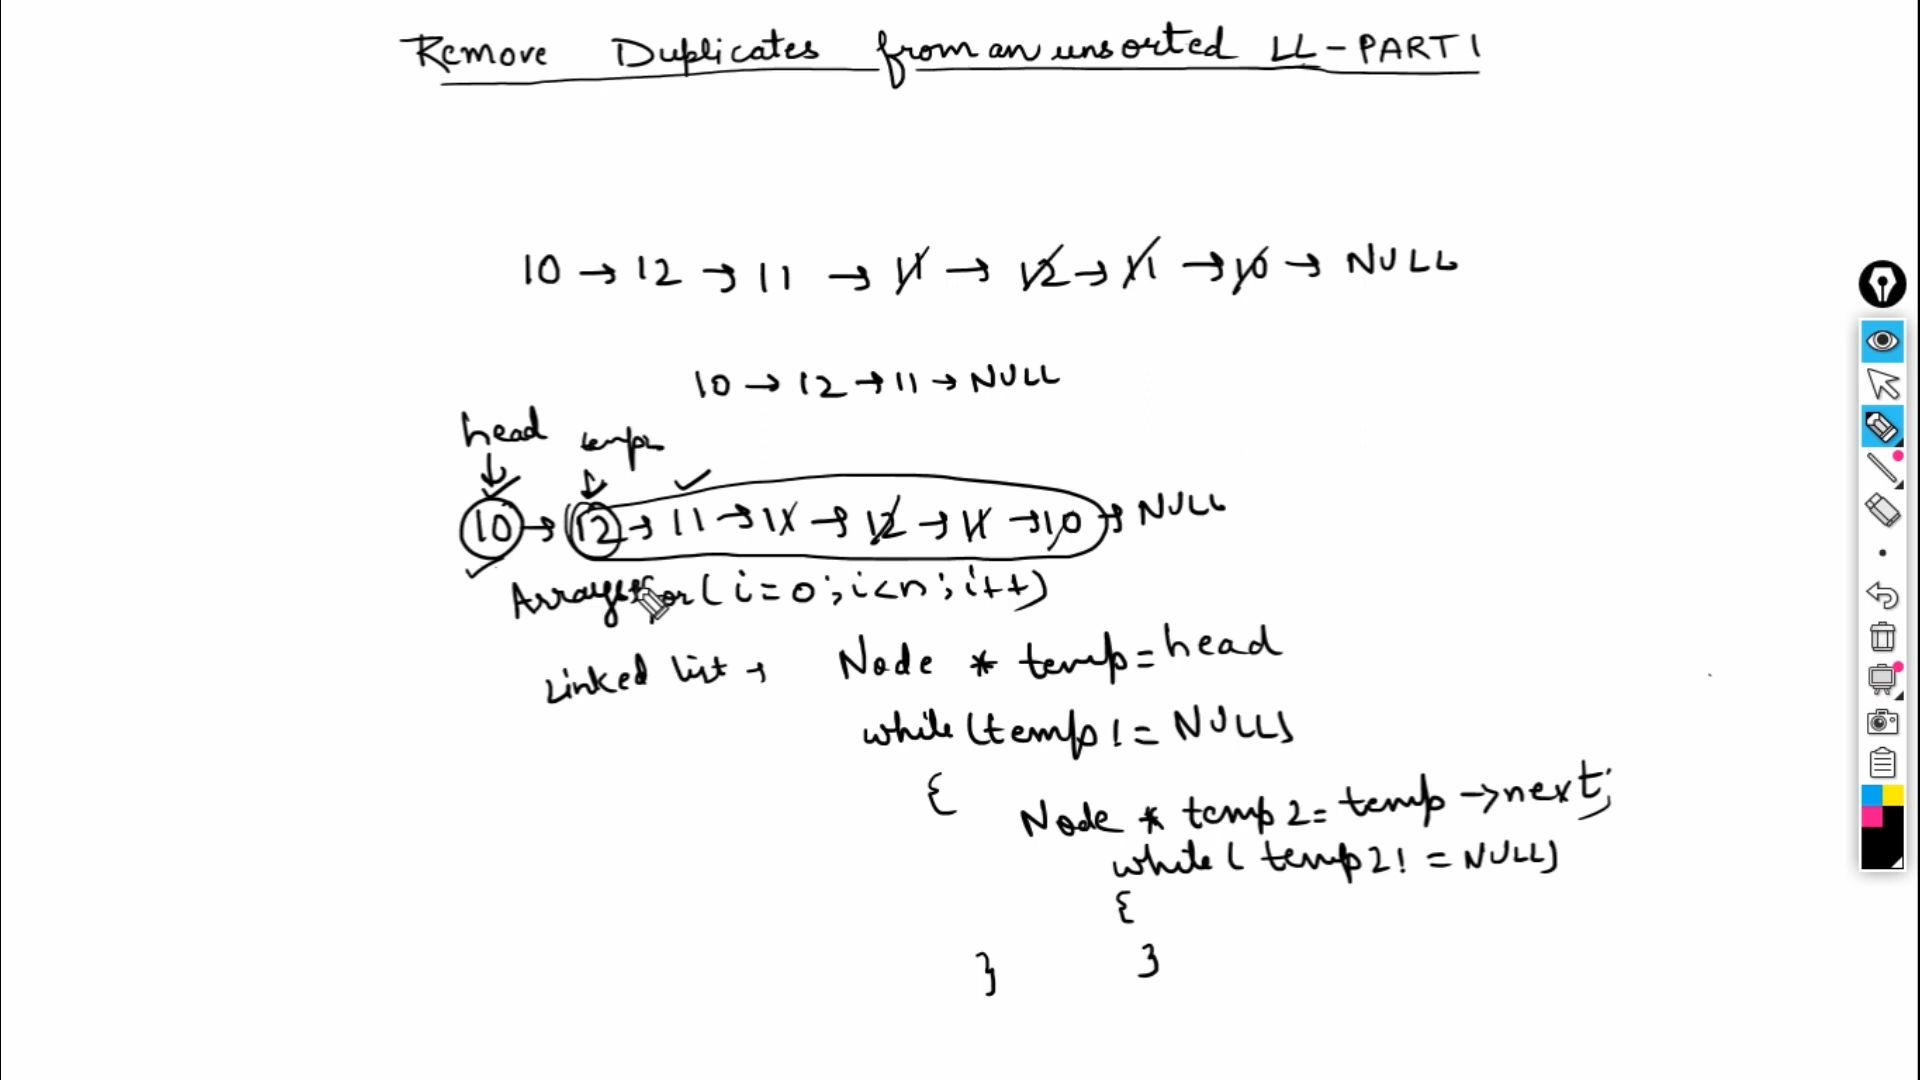 Remove Duplicates from an unsorted LL - PART 1
10 → 12 → 11 → 11 → 12 → 11 → 10 → NULL
10 → 12 → 11 → NULL
head
10 → 12 → 11 → 11 → 12 → 11 → 10 → NULL
for (i=0; i<n; i++)
Linked list → Node * temp = head
while (temp != NULL)
{ Node * temp2 = temp → next;
while (temp2 != NULL)
{
}
}